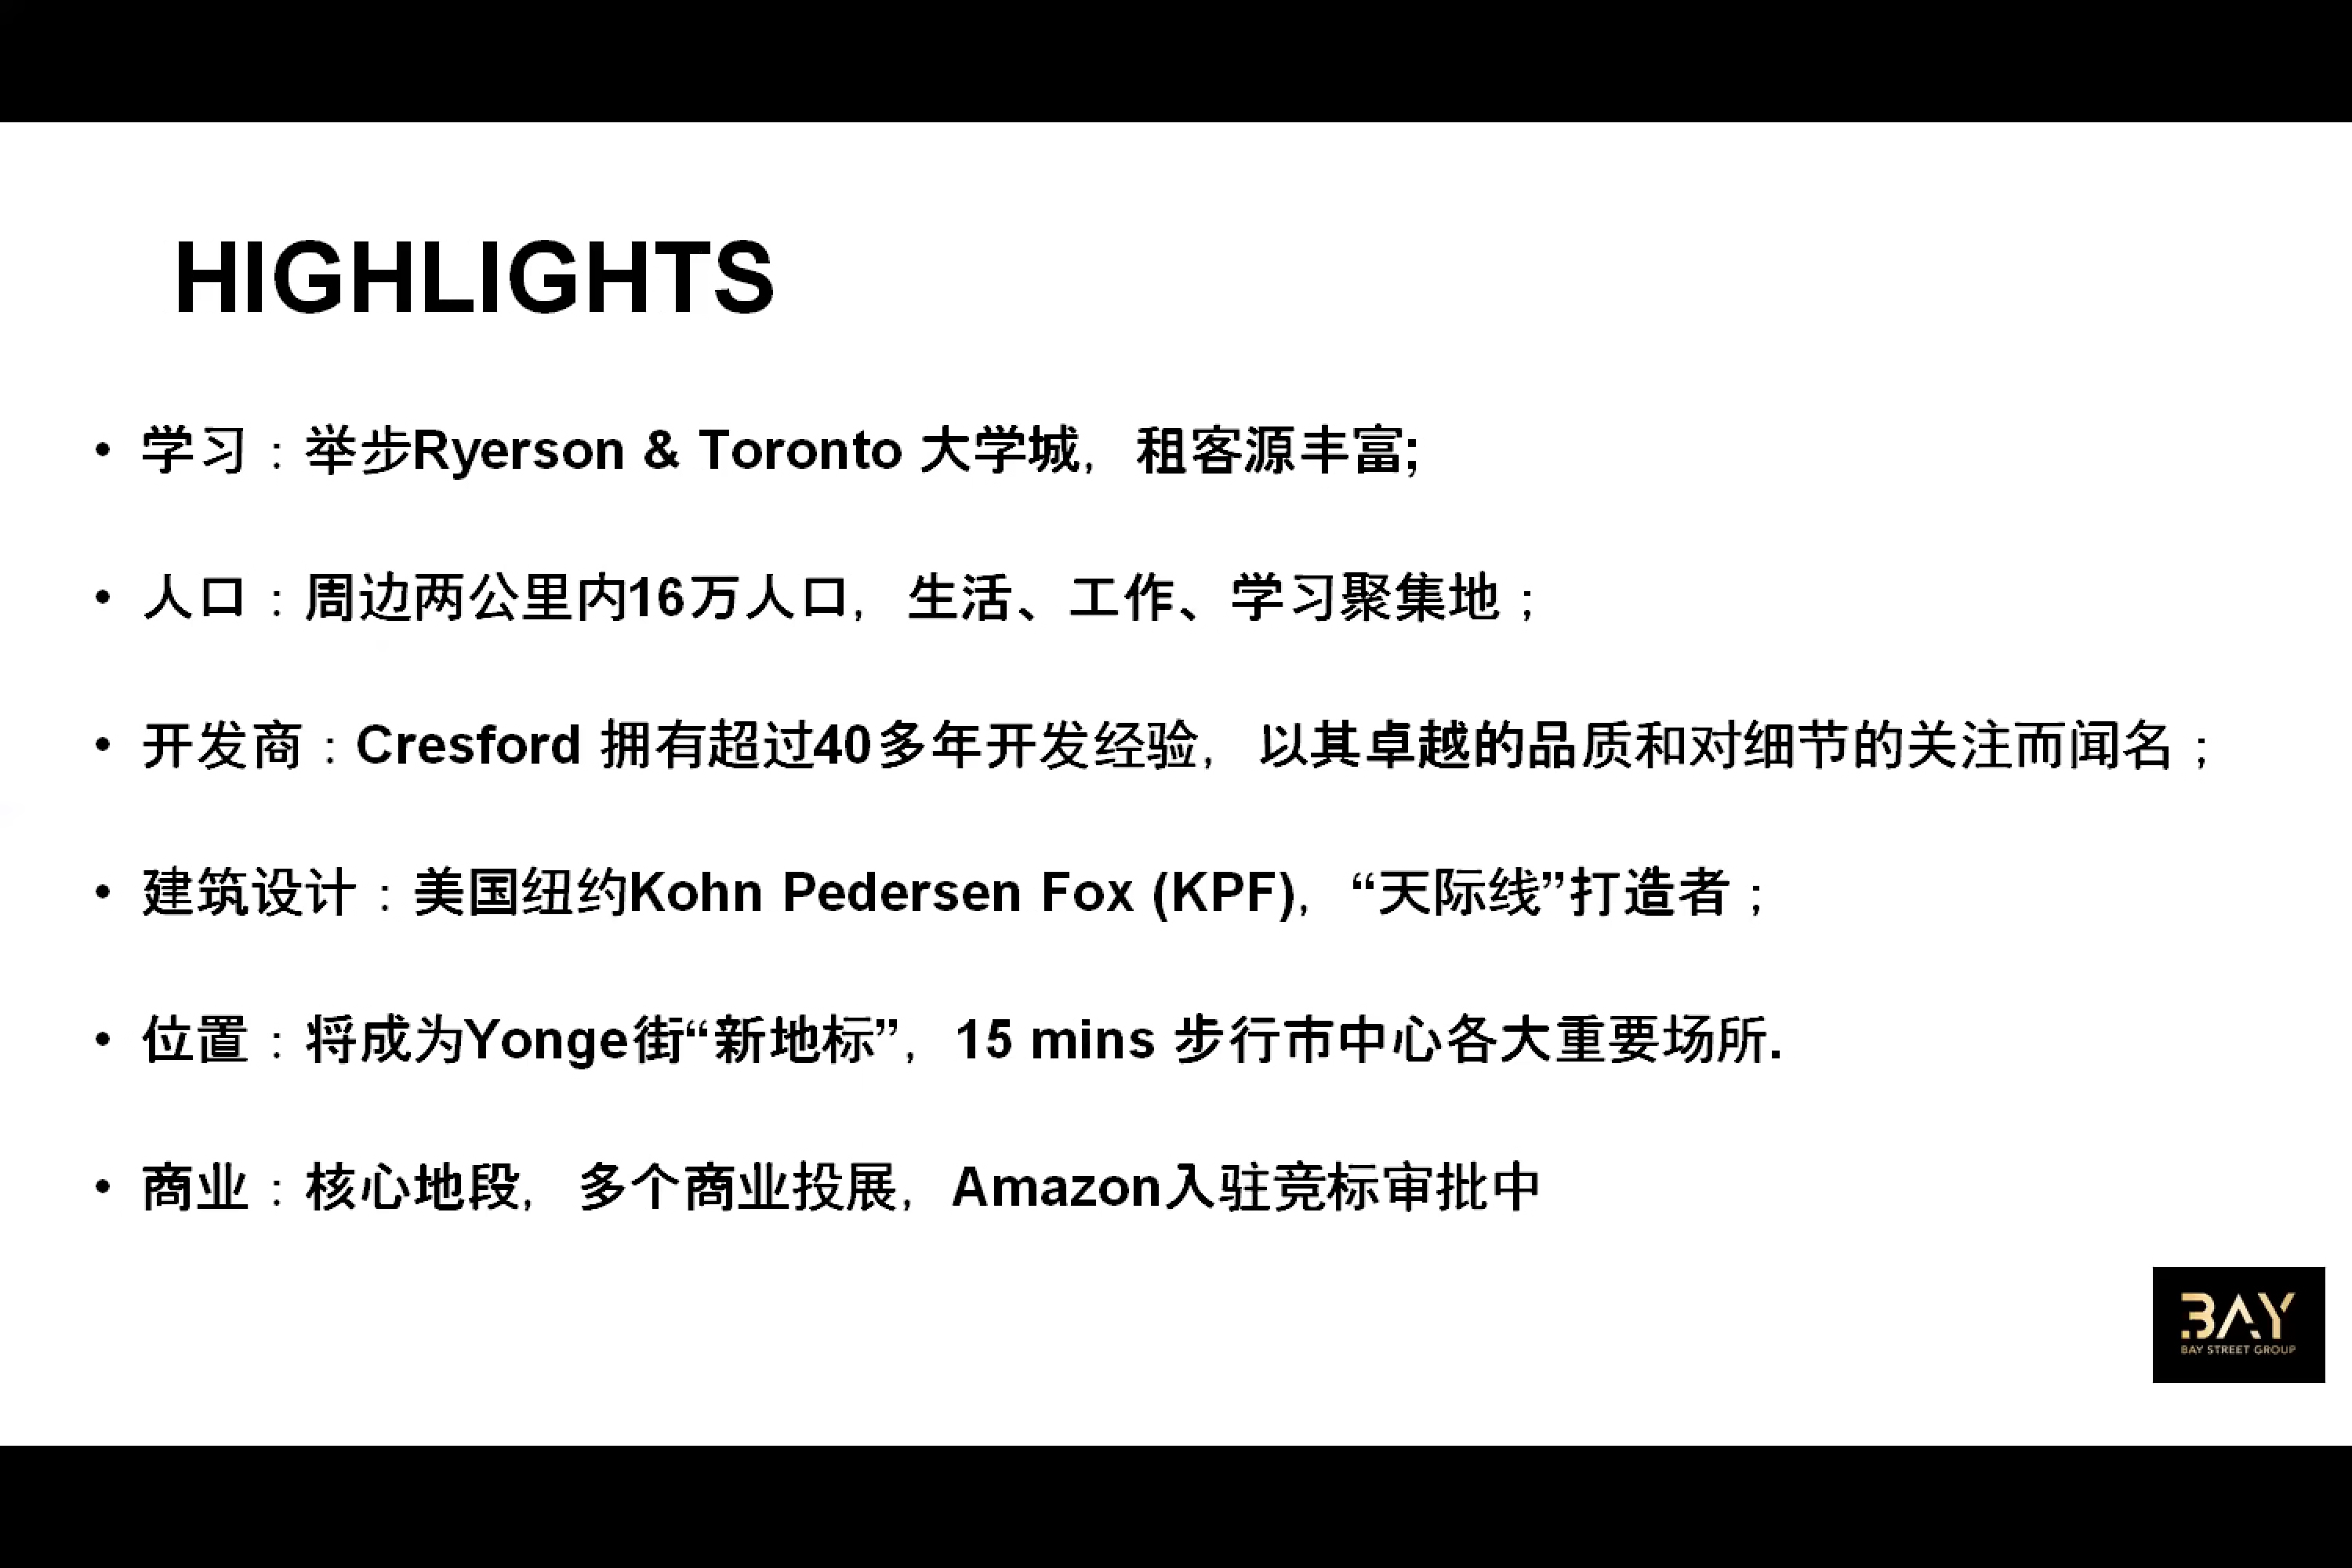 HIGHLIGHTS
• 学习：举步Ryerson & Toronto 大学城，租客源丰富;
• 人口：周边两公里内16万人口，生活、工作、学习聚集地；
• 开发商：Cresford 拥有超过40多年开发经验，以其卓越的品质和对细节的关注而闻名；
• 建筑设计：美国纽约Kohn Pedersen Fox (KPF)，“天际线”打造者；
• 位置：将成为Yonge街“新地标”，15 mins 步行市中心各大重要场所.
• 商业：核心地段，多个商业投展，Amazon入驻竞标审批中
BAY
BAY STREET GROUP